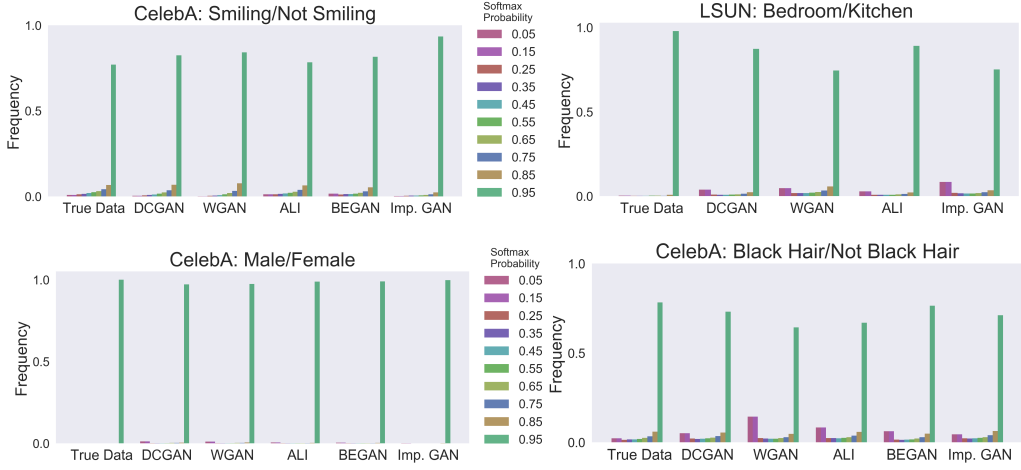 CelebA: Smiling/Not Smiling
Frequency
1.0
0.5
0.0
True Data DCGAN WGAN ALI BEGAN Imp. GAN
Softmax
Probability
0.05
0.15
0.25
0.35
0.45
0.55
0.65
0.75
0.85
0.95
LSUN: Bedroom/Kitchen
Frequency
1.0
0.5
0.0
True Data DCGAN WGAN ALI Imp. GAN
CelebA: Male/Female
Frequency
1.0
0.5
0.0
True Data DCGAN WGAN ALI BEGAN Imp. GAN
Softmax
Probability
0.05
0.15
0.25
0.35
0.45
0.55
0.65
0.75
0.85
0.95
CelebA: Black Hair/Not Black Hair
Frequency
1.0
0.5
0.0
True Data DCGAN WGAN ALI BEGAN Imp. GAN